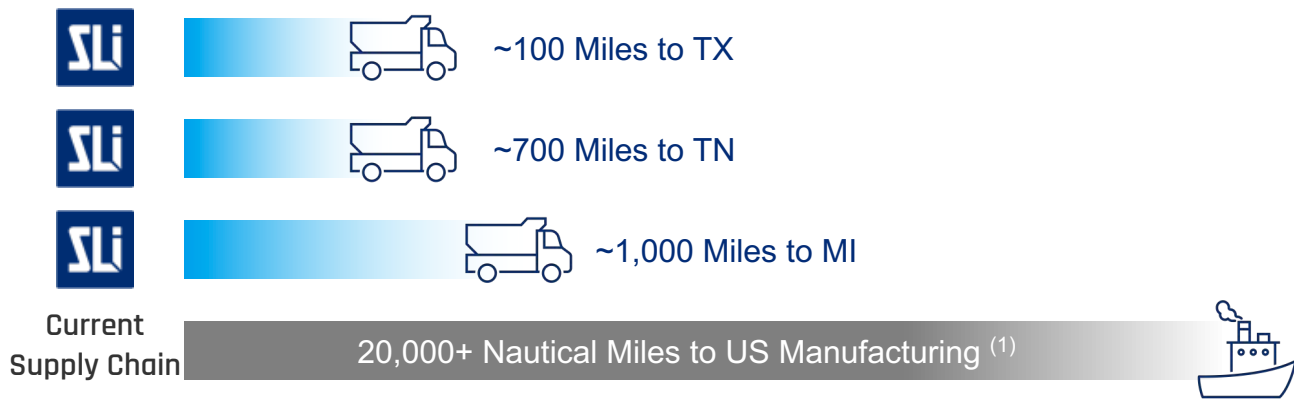 SLi ~100 Miles to TX
SLi ~700 Miles to TN
SLi ~1,000 Miles to MI
Current
Supply Chain
20,000+ Nautical Miles to US Manufacturing (1)